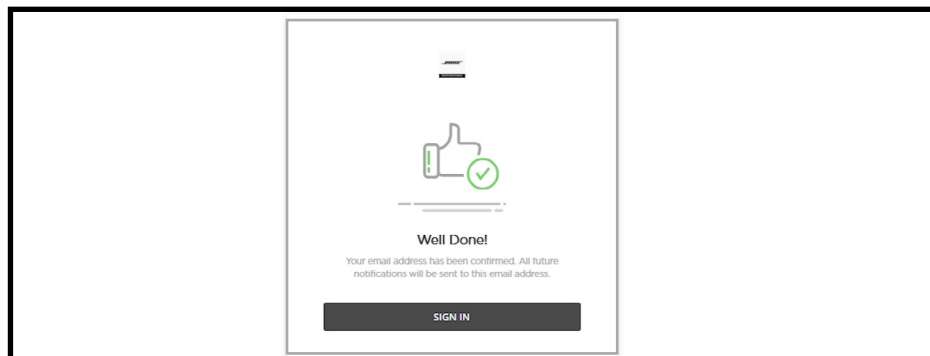 BOSE
Well Done!
Your email address has been confirmed. All future
notifications will be sent to this email address.
SIGN IN